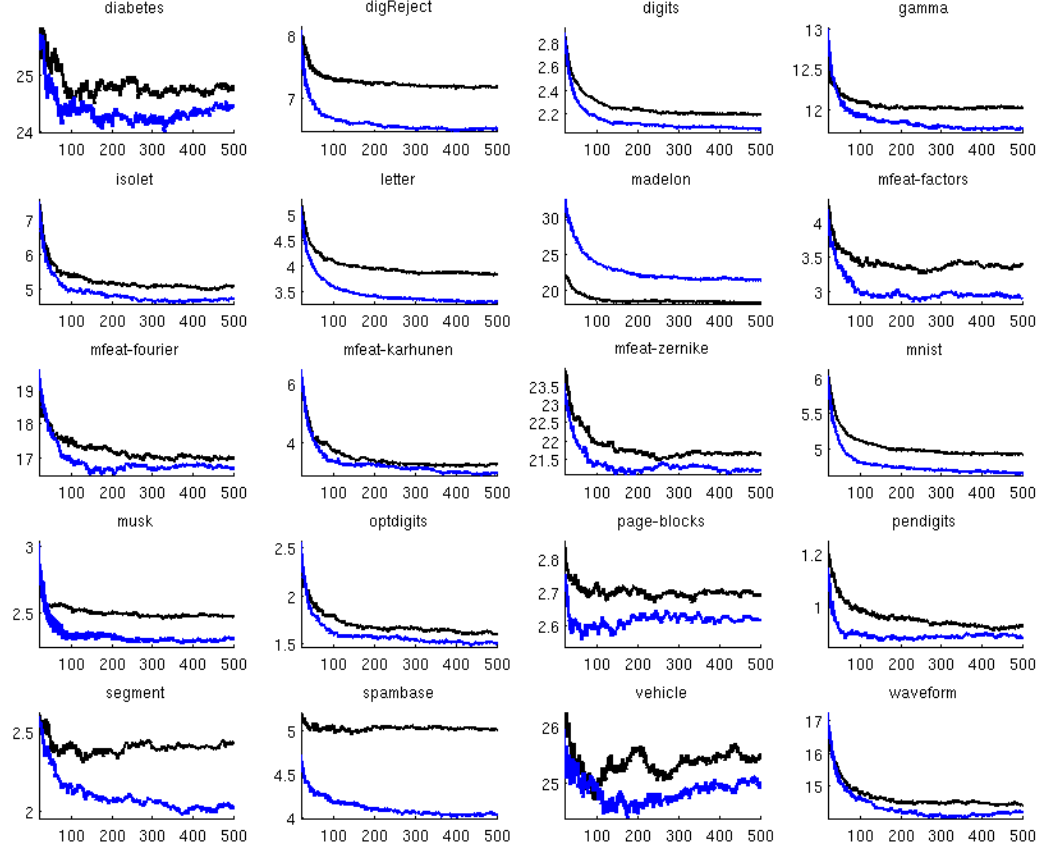 diabetes digReject digits gamma
25 8 2.8 13
24 7 2.6 12.5
2.4 12
2.2
100 200 300 400 500 100 200 300 400 500 100 200 300 400 500 100 200 300 400 500
isolet letter madelon mfeat-factors
7 5 30 4
6 4.5 25 3.5
5 4 20 3
3.5
100 200 300 400 500 100 200 300 400 500 100 200 300 400 500 100 200 300 400 500
mfeat-fourier mfeat-karhunen mfeat-zernike mnist
19 6 23.5 6
18 4 23 5.5
17 22.5 5
22
21.5
100 200 300 400 500 100 200 300 400 500 100 200 300 400 500 100 200 300 400 500
musk optdigits page-blocks pendigits
3 2.5 2.8 1.2
2.5 2 2.7 1
1.5 2.6
100 200 300 400 500 100 200 300 400 500 100 200 300 400 500 100 200 300 400 500
segment spambase vehicle waveform
2.5 5 26 17
2 4.5 25 16
4 15
100 200 300 400 500 100 200 300 400 500 100 200 300 400 500 100 200 300 400 500